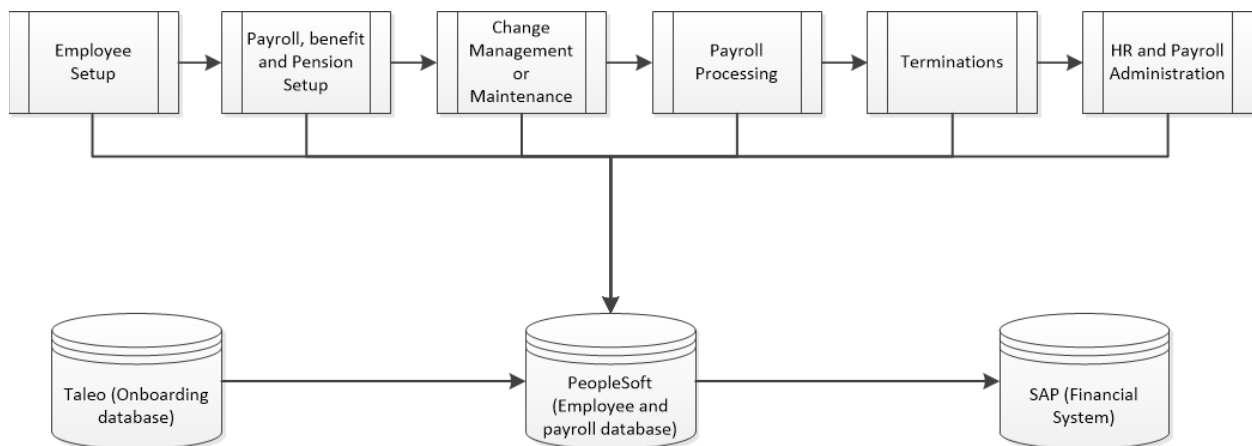 Employee
Setup
Payroll, benefit
and Pension
Setup
Change
Management
or
Maintenance
Payroll
Processing
Terminations
HR and Payroll
Administration
Taleo (Onboarding
database)
PeopleSoft
(Employee and
payroll database)
SAP (Financial
System)